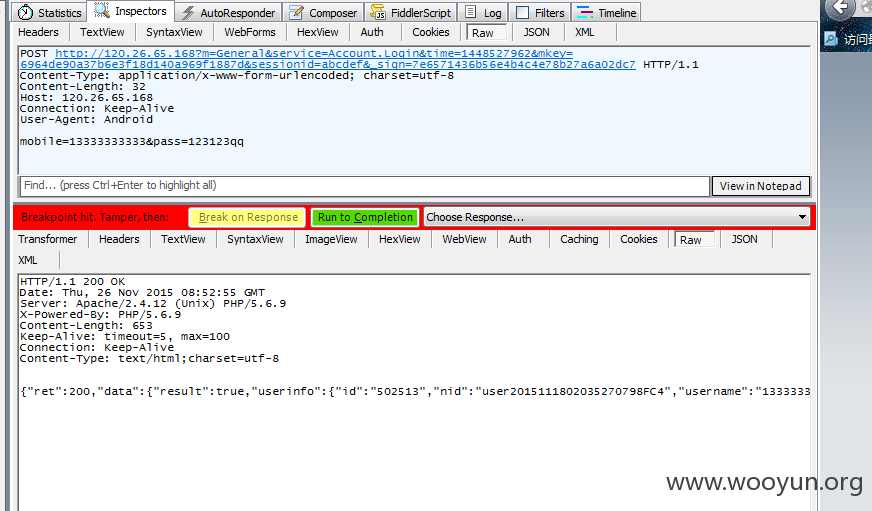 Statistics Inspectors AutoResponder Composer FiddlerScript Log Filters Timeline
Headers TextView SyntaxView WebForms HexView Auth Cookies Raw JSON XML
POST http://120.26.65.168?m=General&service=Account.Login&time=1448527962&mkey=
6964de90a37b6e3f18d140a969f1887d&sessionid=abcdef&_sign=7e6571436b56e4b4c4e78b27a6a02dc7 HTTP/1.1
Content-Type: application/x-www-form-urlencoded; charset=utf-8
Content-Length: 32
Host: 120.26.65.168
Connection: Keep-Alive
User-Agent: Android
mobile=13333333333&pass=123123qq
Find... (press Ctrl+Enter to highlight all) View in Notepad
Breakpoint hit. Tamper, then: Break on Response Run to Completion Choose Response...
Transformer Headers TextView SyntaxView ImageView HexView WebView Auth Caching Cookies Raw JSON
XML
HTTP/1.1 200 OK
Date: Thu, 26 Nov 2015 08:52:55 GMT
Server: Apache/2.4.12 (Unix) PHP/5.6.9
X-Powered-By: PHP/5.6.9
Content-Length: 653
Keep-Alive: timeout=5, max=100
Connection: Keep-Alive
Content-Type: text/html;charset=utf-8
{"ret":200,"data":{"result":true,"userinfo":{"id":"502513","nid":"user2015111802035270798FC4","username":"1333333
访问最
www.wooyun.org